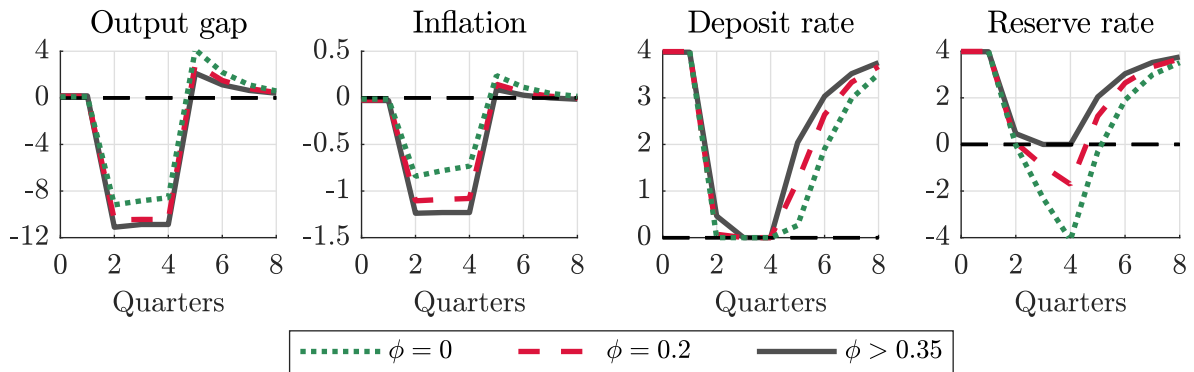 Output gap Inflation Deposit rate Reserve rate
4 0.5 4 4
0 0 3 2
-4 -0.5 2 0
-8 -1 1 -2
-12 -1.5 0 -4
0 2 4 6 8 0 2 4 6 8 0 2 4 6 8 0 2 4 6 8
Quarters Quarters Quarters Quarters
ϕ = 0 ϕ = 0.2 ϕ > 0.35